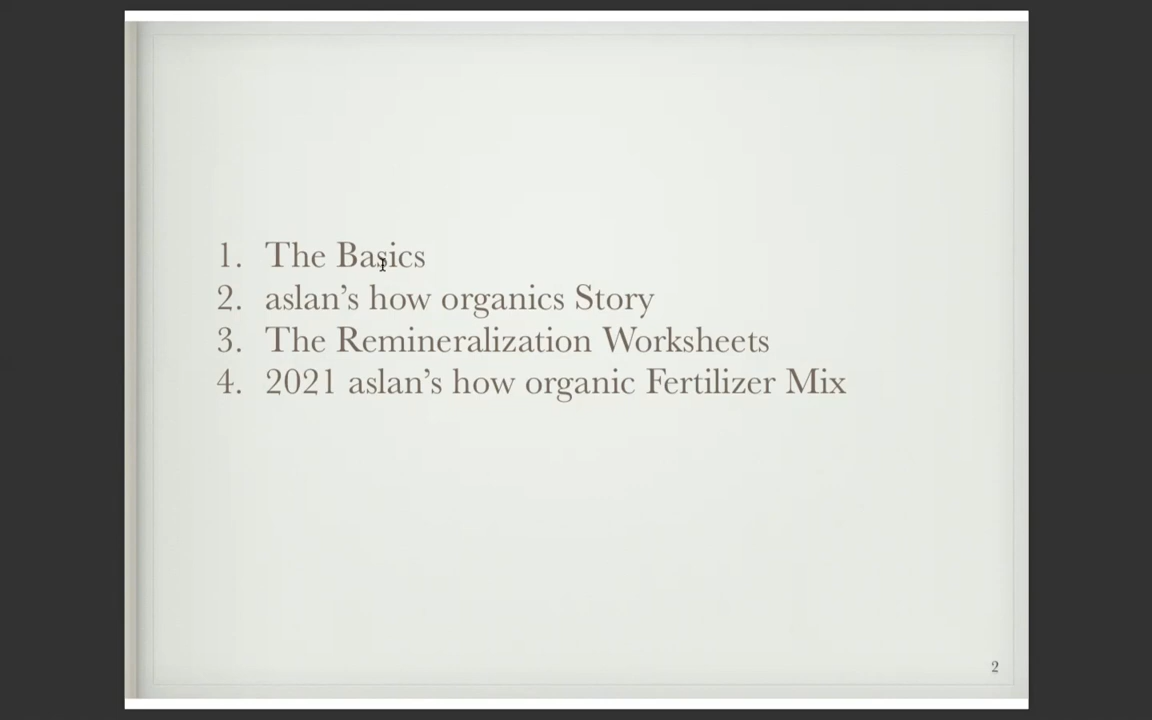 1. The Basics
2. aslan's how organics Story
3. The Remineralization Worksheets
4. 2021 aslan's how organic Fertilizer Mix
2